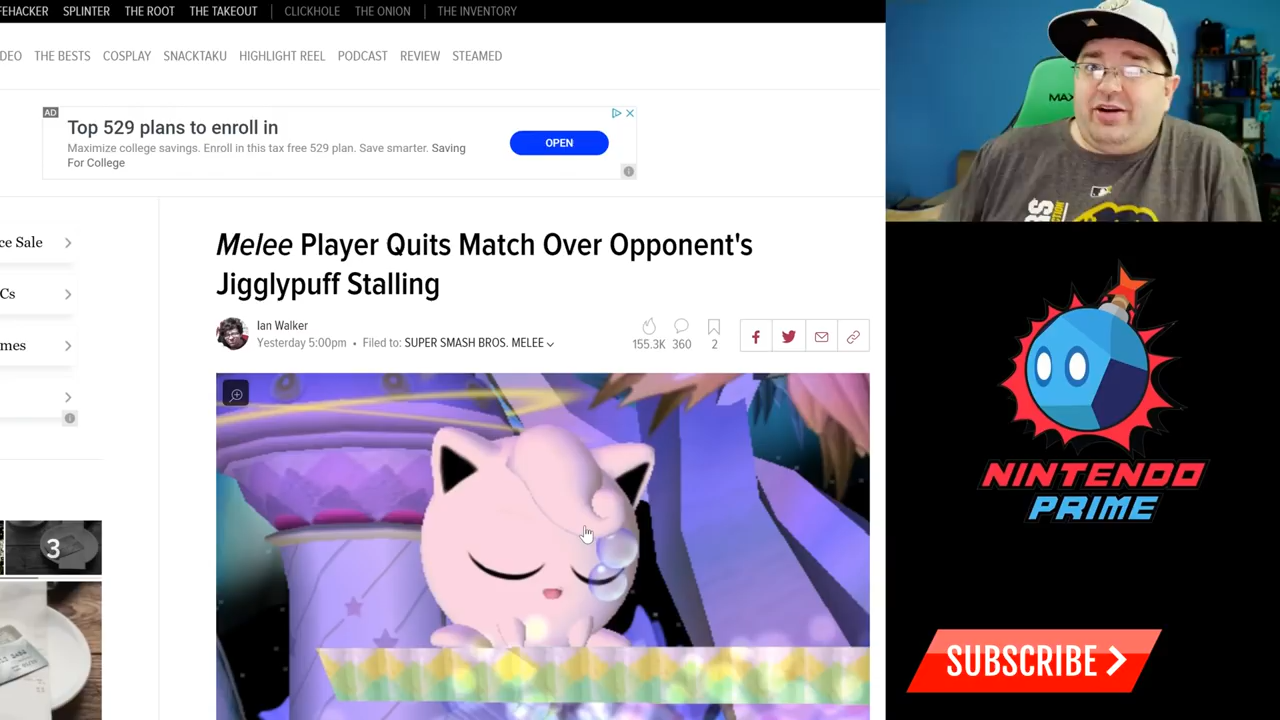 FEHACKER SPLINTER THE ROOT THE TAKEOUT CLICKHOLE THE ONION THE INVENTORY
DEO THE BESTS COSPLAY SNACKTAKU HIGHLIGHT REEL PODCAST REVIEW STEAMED
AD
Top 529 plans to enroll in
Maximize college savings. Enroll in this tax free 529 plan. Save smarter. Saving
For College
OPEN
ce Sale
Cs
mes
3
Melee Player Quits Match Over Opponent's
Jigglypuff Stalling
Ian Walker
Yesterday 5:00pm • Filed to: SUPER SMASH BROS. MELEE
155.3K 360 2
MAX
NINTENDO
PRIME
SUBSCRIBE